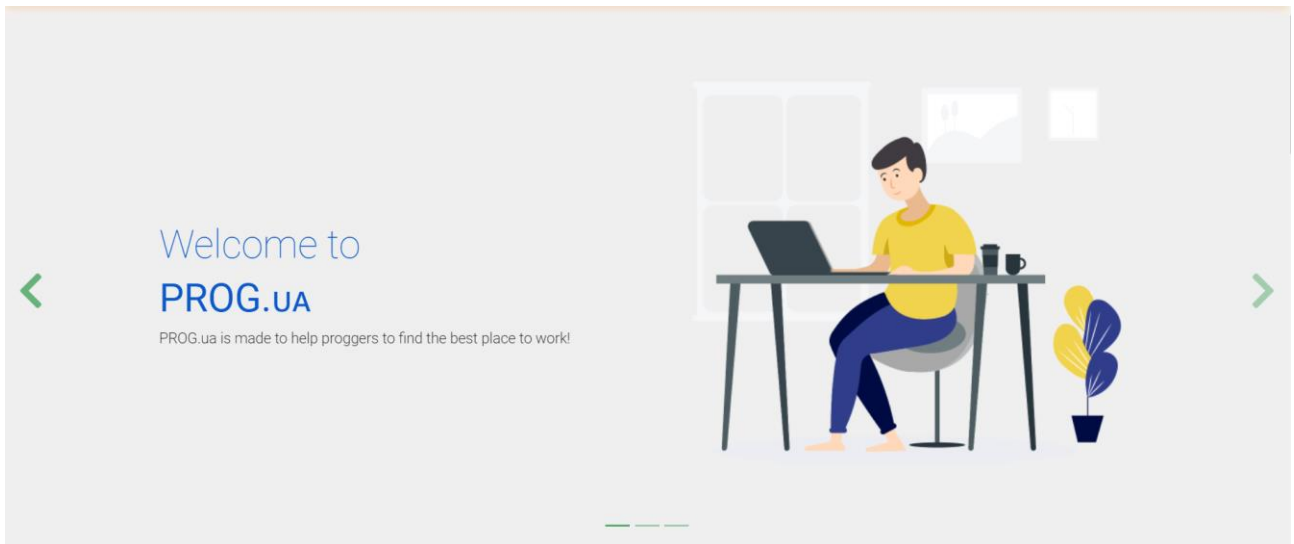 Welcome to
PROG.UA
PROG.ua is made to help proggers to find the best place to work!